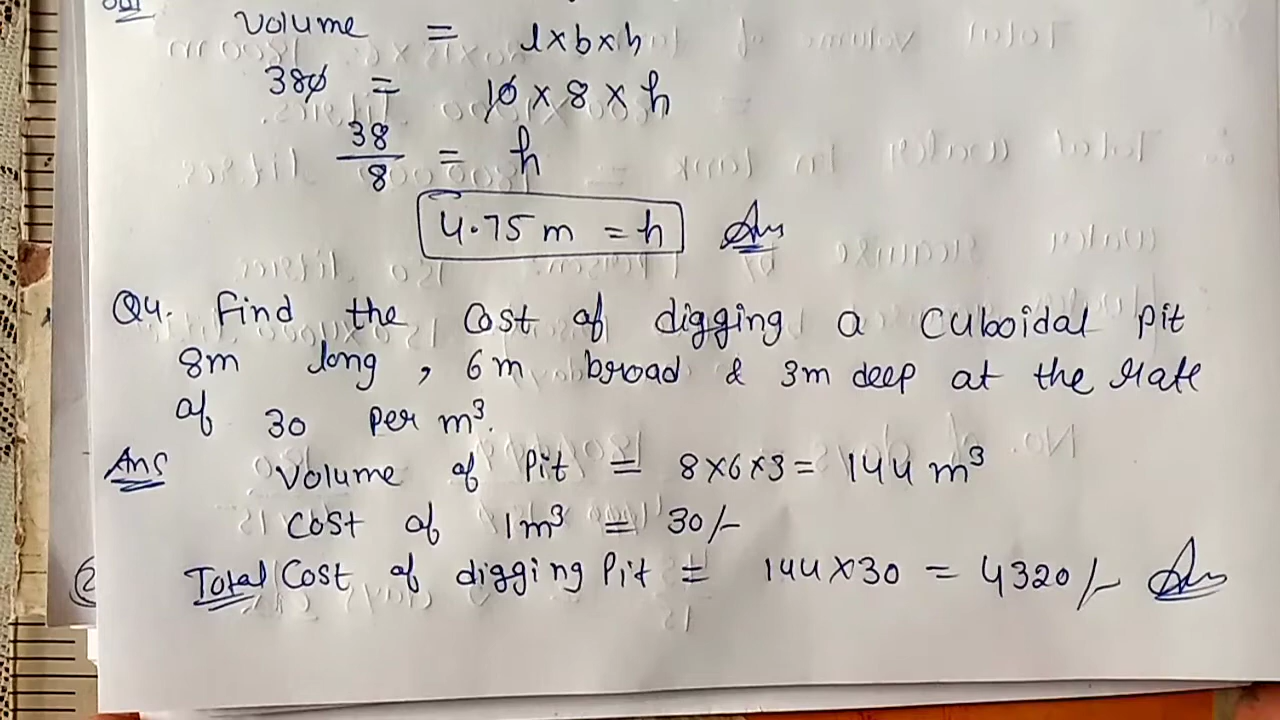 Volume = l×b×h
380 = 10 × 8 × h
38/8 = h
4.75 m = h Ans
Q4. Find the cost of digging a cuboidal pit
8m long, 6m broad & 3m deep at the rate
of 30 per m³.
Ans Volume of Pit = 8×6×3 = 144 m³
Cost of 1m³ = 30/-
Total Cost of digging Pit = 144×30 = 4320/- Ans